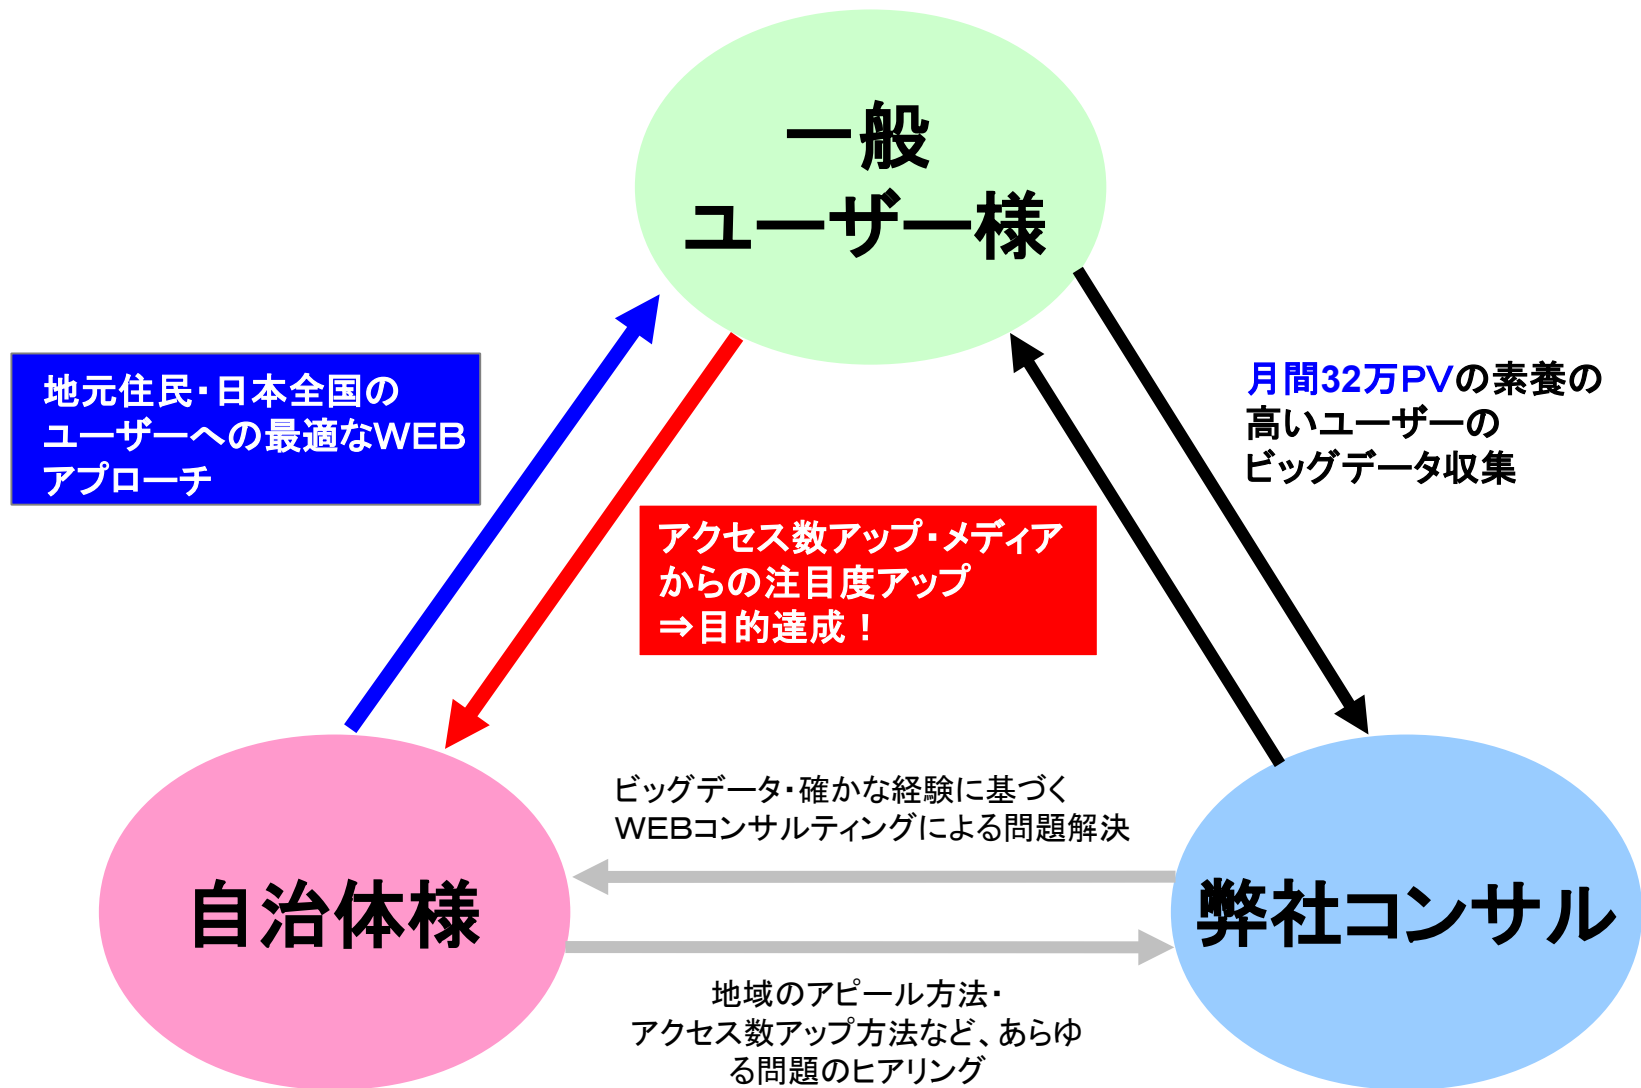 一般
ユーザー様
地元住民・日本全国の
ユーザーへの最適なWEB
アプローチ
月間32万PVの素養の
高いユーザーの
ビッグデータ収集
アクセス数アップ・メディア
からの注目度アップ
⇒目的達成！
ビッグデータ・確かな経験に基づく
WEBコンサルティングによる問題解決
自治体様
弊社コンサル
地域のアピール方法・
アクセス数アップ方法など、あらゆ
る問題のヒアリング